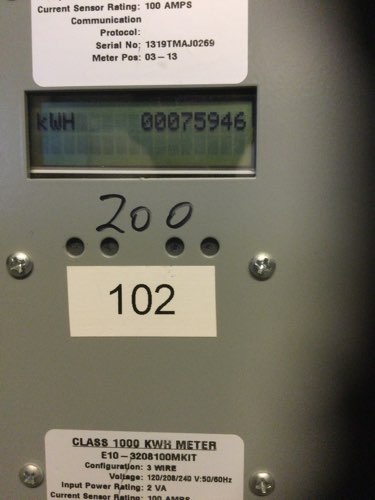 Current Sensor Rating: 100 AMPS
Communication
Protocol:
Serial No: 1319TMAJ0269
Meter Pos: 03-13
kWH 00075946
200
102
CLASS 1000 KWH METER
E10-3208100MKIT
Configuration: 3 WIRE
Voltage: 120/208/240 V:50/60Hz
Input Power Rating: 2 VA
Current Sensor Rating: 100 AMPS